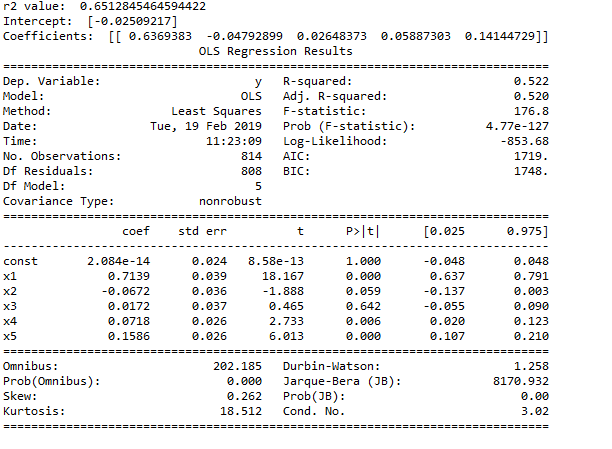 r2 value:  0.6512845464594422
Intercept:  [-0.02509217]
Coefficients:  [[ 0.6369383  -0.04792899  0.02648373  0.05887303  0.14144729]]
                            OLS Regression Results
==============================================================================
Dep. Variable:                      y   R-squared:                       0.522
Model:                            OLS   Adj. R-squared:                  0.520
Method:                 Least Squares   F-statistic:                     176.8
Date:                Tue, 19 Feb 2019   Prob (F-statistic):          4.77e-127
Time:                        11:23:09   Log-Likelihood:                -853.68
No. Observations:                 814   AIC:                             1719.
Df Residuals:                     808   BIC:                             1748.
Df Model:                           5
Covariance Type:            nonrobust
==============================================================================
                 coef    std err          t      P>|t|      [0.025      0.975]
------------------------------------------------------------------------------
const       2.084e-14      0.024   8.58e-13      1.000      -0.048       0.048
x1             0.7139      0.039     18.167      0.000       0.637       0.791
x2            -0.0672      0.036     -1.888      0.059      -0.137       0.003
x3             0.0172      0.037      0.465      0.642      -0.055       0.090
x4             0.0718      0.026      2.733      0.006       0.020       0.123
x5             0.1586      0.026      6.013      0.000       0.107       0.210
==============================================================================
Omnibus:                      202.185   Durbin-Watson:                   1.258
Prob(Omnibus):                  0.000   Jarque-Bera (JB):             8170.932
Skew:                           0.262   Prob(JB):                         0.00
Kurtosis:                      18.512   Cond. No.                         3.02
==============================================================================